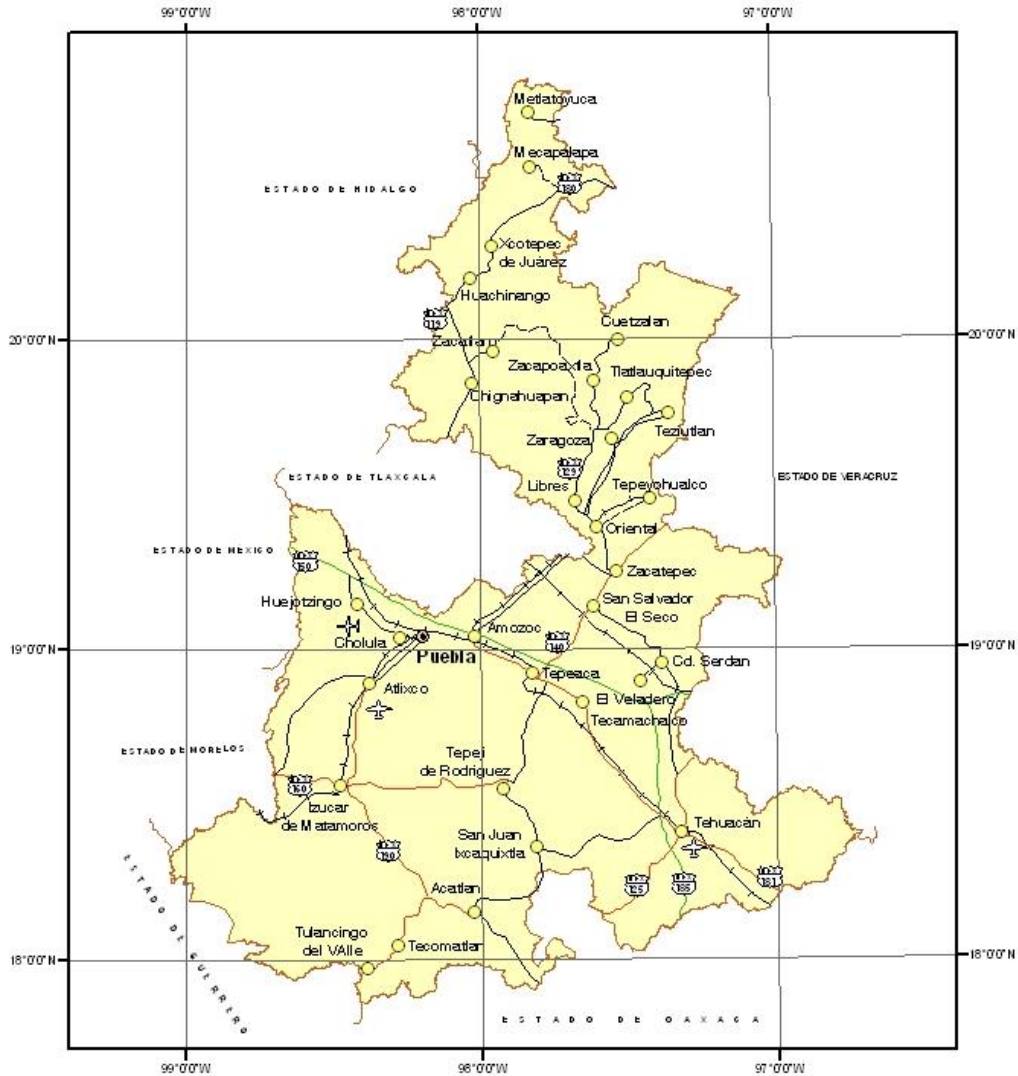 99°0'0"W 98°0'0"W 97°0'0"W
Metlatoyuca
Mecapalapa
180
ESTADO DE HIDALGO
Xcotepec
de Juárez
Huachinango
119
Cuetzalan
20°0'0"N 20°0'0"N
Zacapoaxtla
Tlatlauquitepec
Chignahuapan
Teziutlan
Zaragoza
129
ESTADO DE TLAXCALA
Libres
Tepeyohualco
ESTADO DE VERACRUZ
Oriental
ESTADO DE MEXICO
150
Zacatepec
Huejotzingo
San Salvador
El Seco
Cholula
Amozoc
140
19°0'0"N 19°0'0"N
Puebla
Cd. Serdan
Tepeaca
Atlixco
El Veladero
Tecamachalco
ESTADO DE MORELOS
Tepeji
de Rodriguez
160
Izucar
de Matamoros
San Juan
Ixcaquixtla
Tehuacán
190
125
Acatlan
Tulancingo
del VAlle
Tecomatlan
18°0'0"N 18°0'0"N
ESTADO DE GUERRERO
ESTADO DE OAXACA
99°0'0"W 98°0'0"W 97°0'0"W